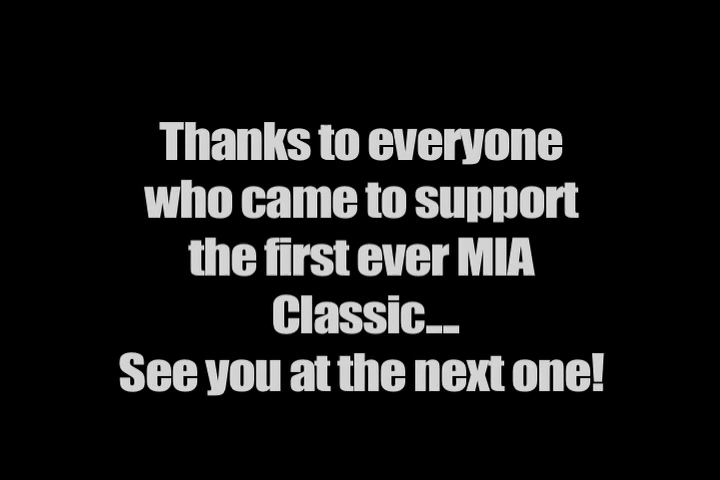 Thanks to everyone
who came to support
the first ever MIA
Classic....
See you at the next one!